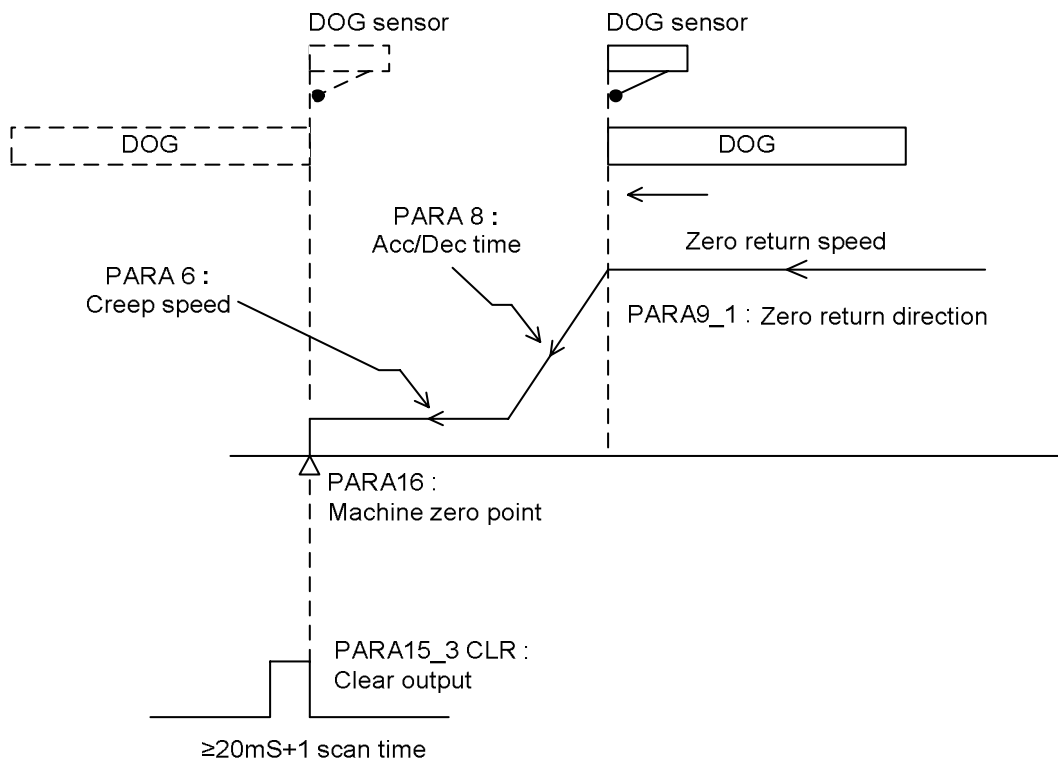 DOG sensor
DOG sensor
DOG
DOG
PARA 8 :
Acc/Dec time
Zero return speed
PARA 6 :
Creep speed
PARA9_1 : Zero return direction
PARA16 :
Machine zero point
PARA15_3 CLR :
Clear output
≥20mS+1 scan time